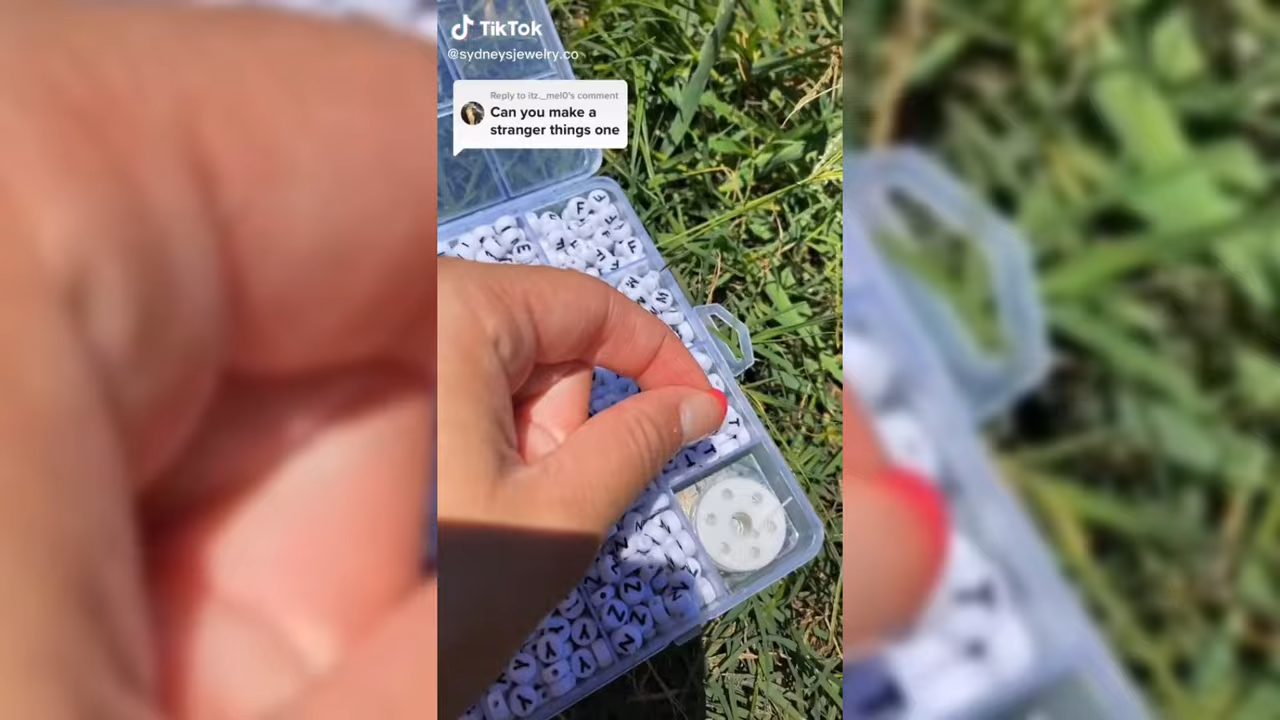 TikTok
@sydneysjewelry.co
Reply to itz._mel0's comment
Can you make a
stranger things one
F
F
F
E
F
F
F
M
M
T
T
T
N
N
N
Z
Z
Z
Z
Z
Y
Y
Y
Y
Y
Y